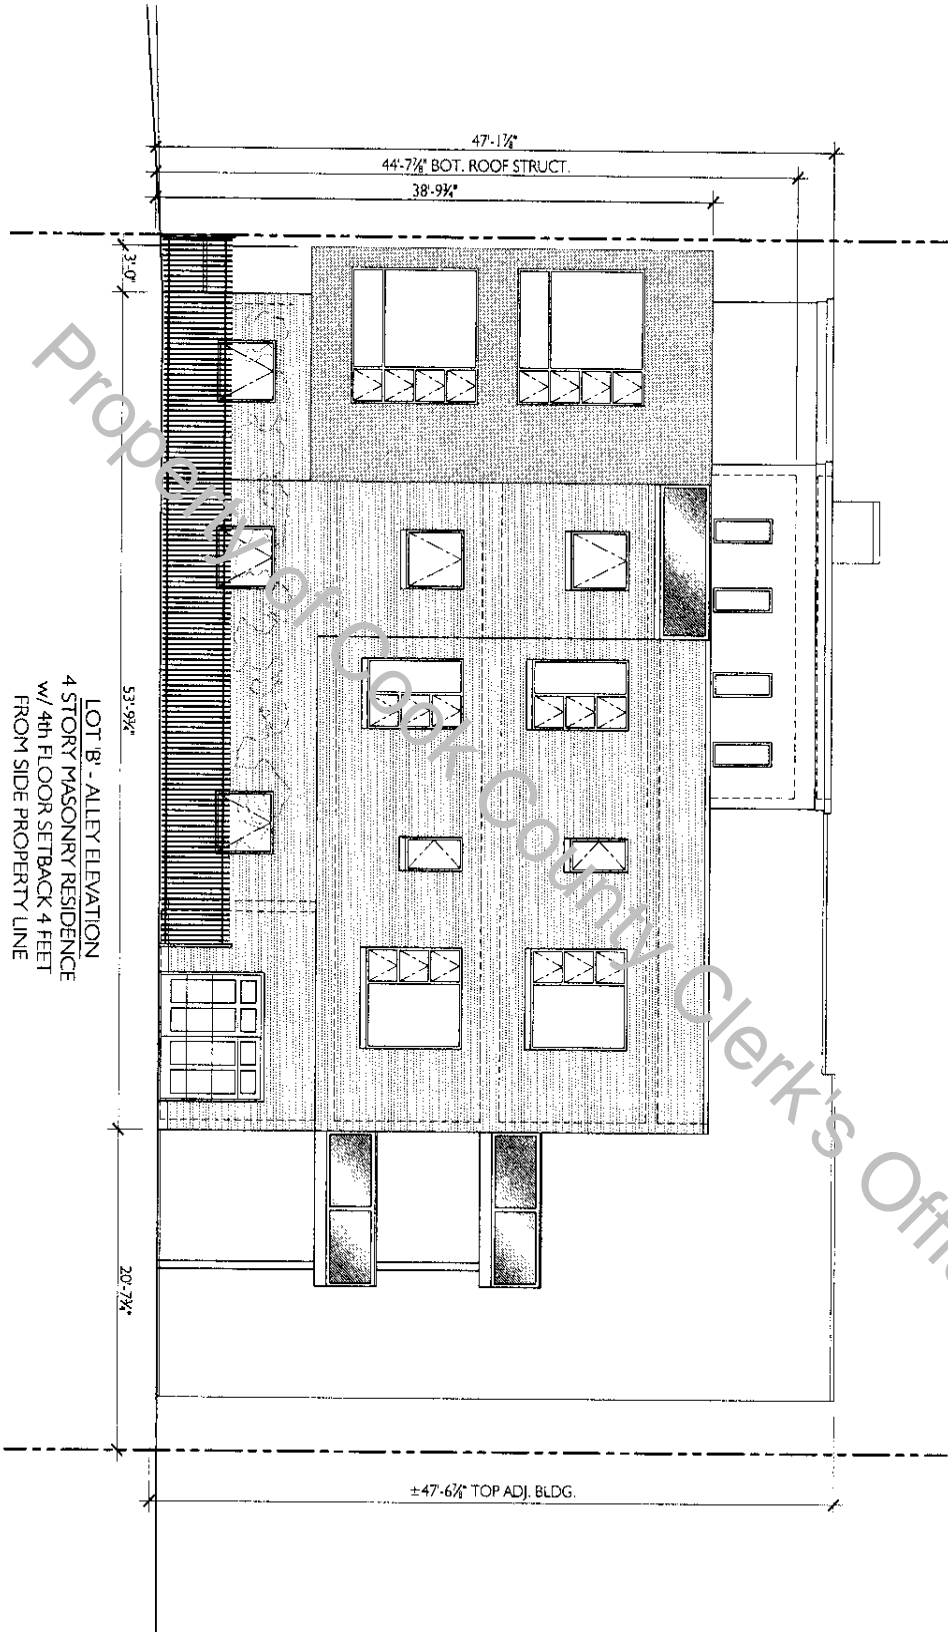 47'-1⅞"
44'-7⅞" BOT. ROOF STRUCT.
38'-9¾"
3'-0"
53'-9¾"
20'-7¾"
±47'-6⅞" TOP ADJ. BLDG.
LOT 'B' - ALLEY ELEVATION
4 STORY MASONRY RESIDENCE
w/ 4th FLOOR SETBACK 4 FEET
FROM SIDE PROPERTY LINE
Property of Cook County Clerk's Offi